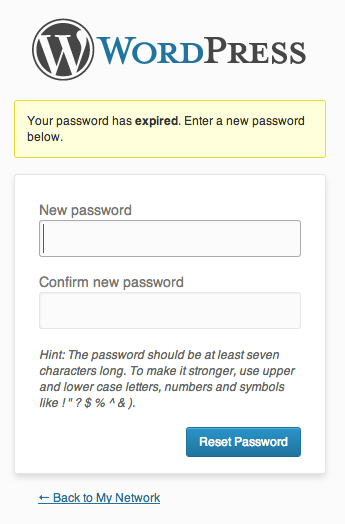 WORDPRESS
Your password has expired. Enter a new password
below.
New password
Confirm new password
Hint: The password should be at least seven
characters long. To make it stronger, use upper
and lower case letters, numbers and symbols
like ! " ? $ % ^ & ).
Reset Password
← Back to My Network